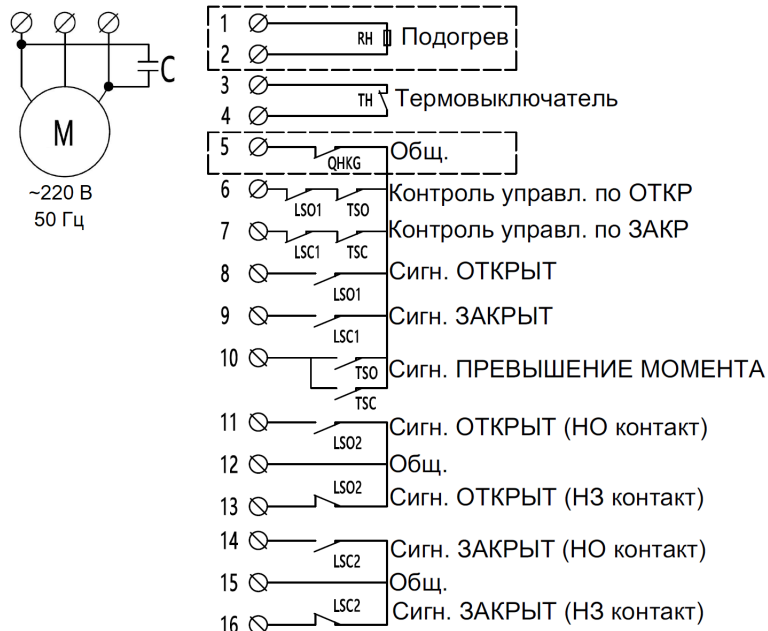 1
RH
Подогрев
2
C
3
TH
Термовыключатель
4
M
5
QHKG
Общ.
~220 В
50 Гц
6
LSO1
TSO
Контроль управл. по ОТКР
7
LSC1
TSC
Контроль управл. по ЗАКР
8
LSO1
Сигн. ОТКРЫТ
9
LSC1
Сигн. ЗАКРЫТ
10
TSO
TSC
Сигн. ПРЕВЫШЕНИЕ МОМЕНТА
11
LSO2
Сигн. ОТКРЫТ (НО контакт)
12
Общ.
13
LSO2
Сигн. ОТКРЫТ (НЗ контакт)
14
LSC2
Сигн. ЗАКРЫТ (НО контакт)
15
Общ.
16
LSC2
Сигн. ЗАКРЫТ (НЗ контакт)